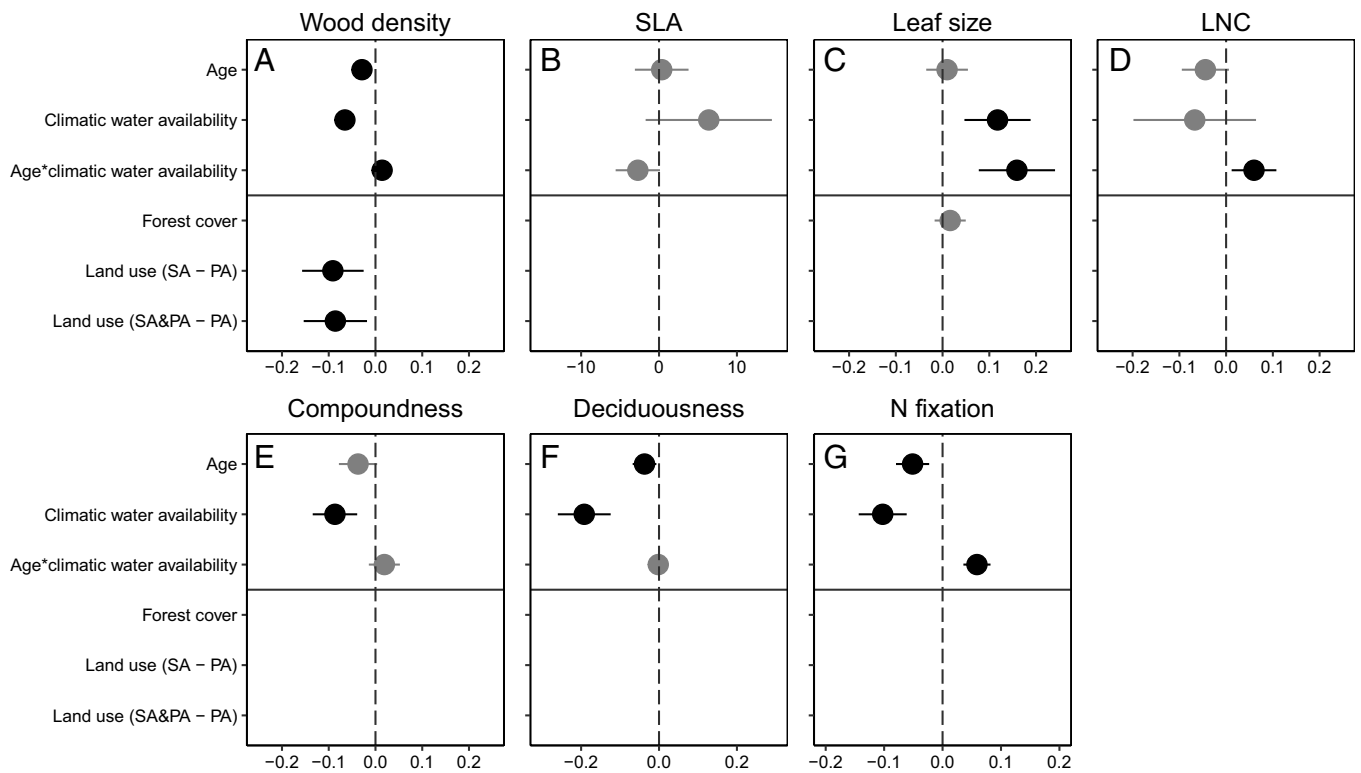 Wood density SLA Leaf size LNC
A B C D
Age
Climatic water availability
Age*climatic water availability
Forest cover
Land use (SA − PA)
Land use (SA&PA − PA)
−0.2 −0.1 0.0 0.1 0.2 −10 0 10 −0.2 −0.1 0.0 0.1 0.2 −0.2 −0.1 0.0 0.1 0.2
Compoundness Deciduousness N fixation
E F G
Age
Climatic water availability
Age*climatic water availability
Forest cover
Land use (SA − PA)
Land use (SA&PA − PA)
−0.2 −0.1 0.0 0.1 0.2 −0.2 0.0 0.2 −0.2 −0.1 0.0 0.1 0.2